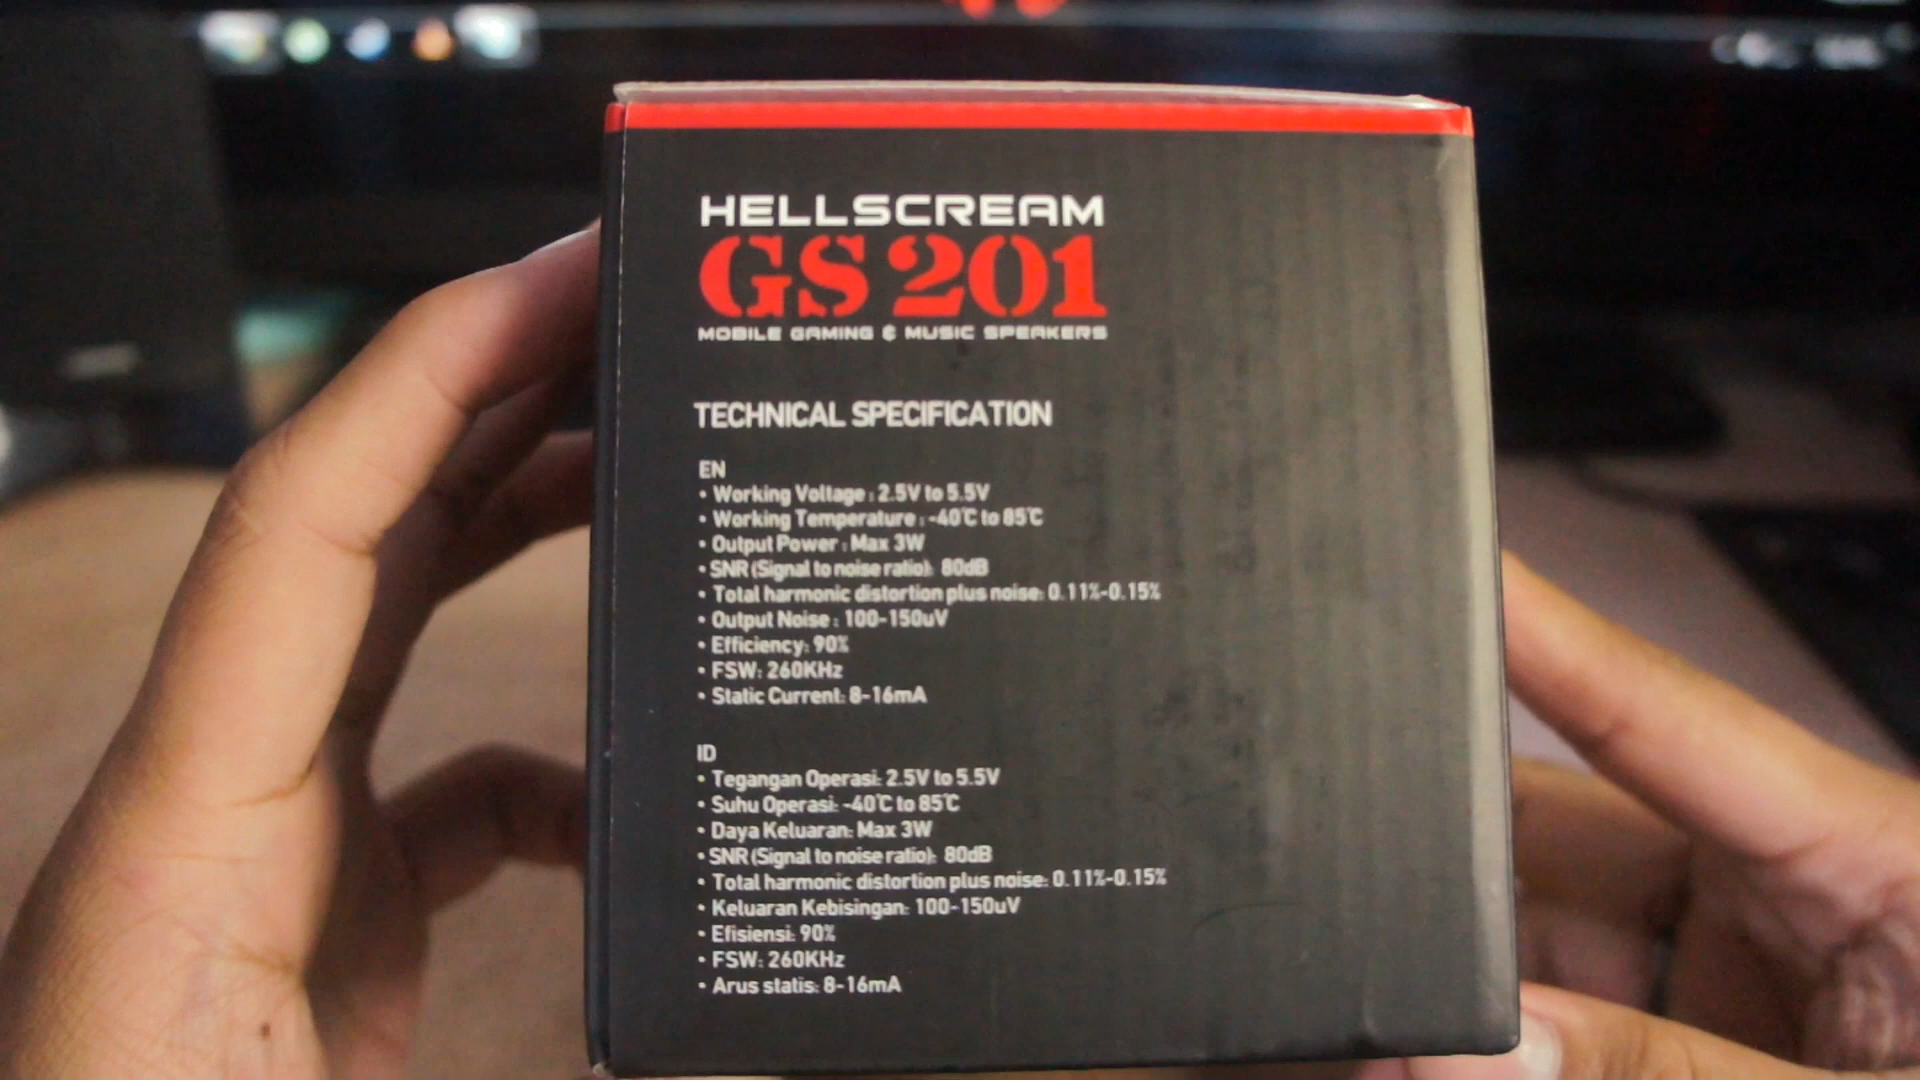 HELLSCREAM
GS 201
MOBILE GAMING & MUSIC SPEAKERS
TECHNICAL SPECIFICATION
EN
• Working Voltage : 2.5V to 5.5V
• Working Temperature : -40℃ to 85℃
• Output Power : Max 3W
• SNR (Signal to noise ratio): 80dB
• Total harmonic distortion plus noise: 0.11%-0.15%
• Output Noise : 100-150uV
• Efficiency: 90%
• FSW: 260KHz
• Static Current: 8-16mA
ID
• Tegangan Operasi: 2.5V to 5.5V
• Suhu Operasi: -40℃ to 85℃
• Daya Keluaran: Max 3W
• SNR (Signal to noise ratio): 80dB
• Total harmonic distortion plus noise: 0.11%-0.15%
• Keluaran Kebisingan: 100-150uV
• Efisiensi: 90%
• FSW: 260KHz
• Arus statis: 8-16mA